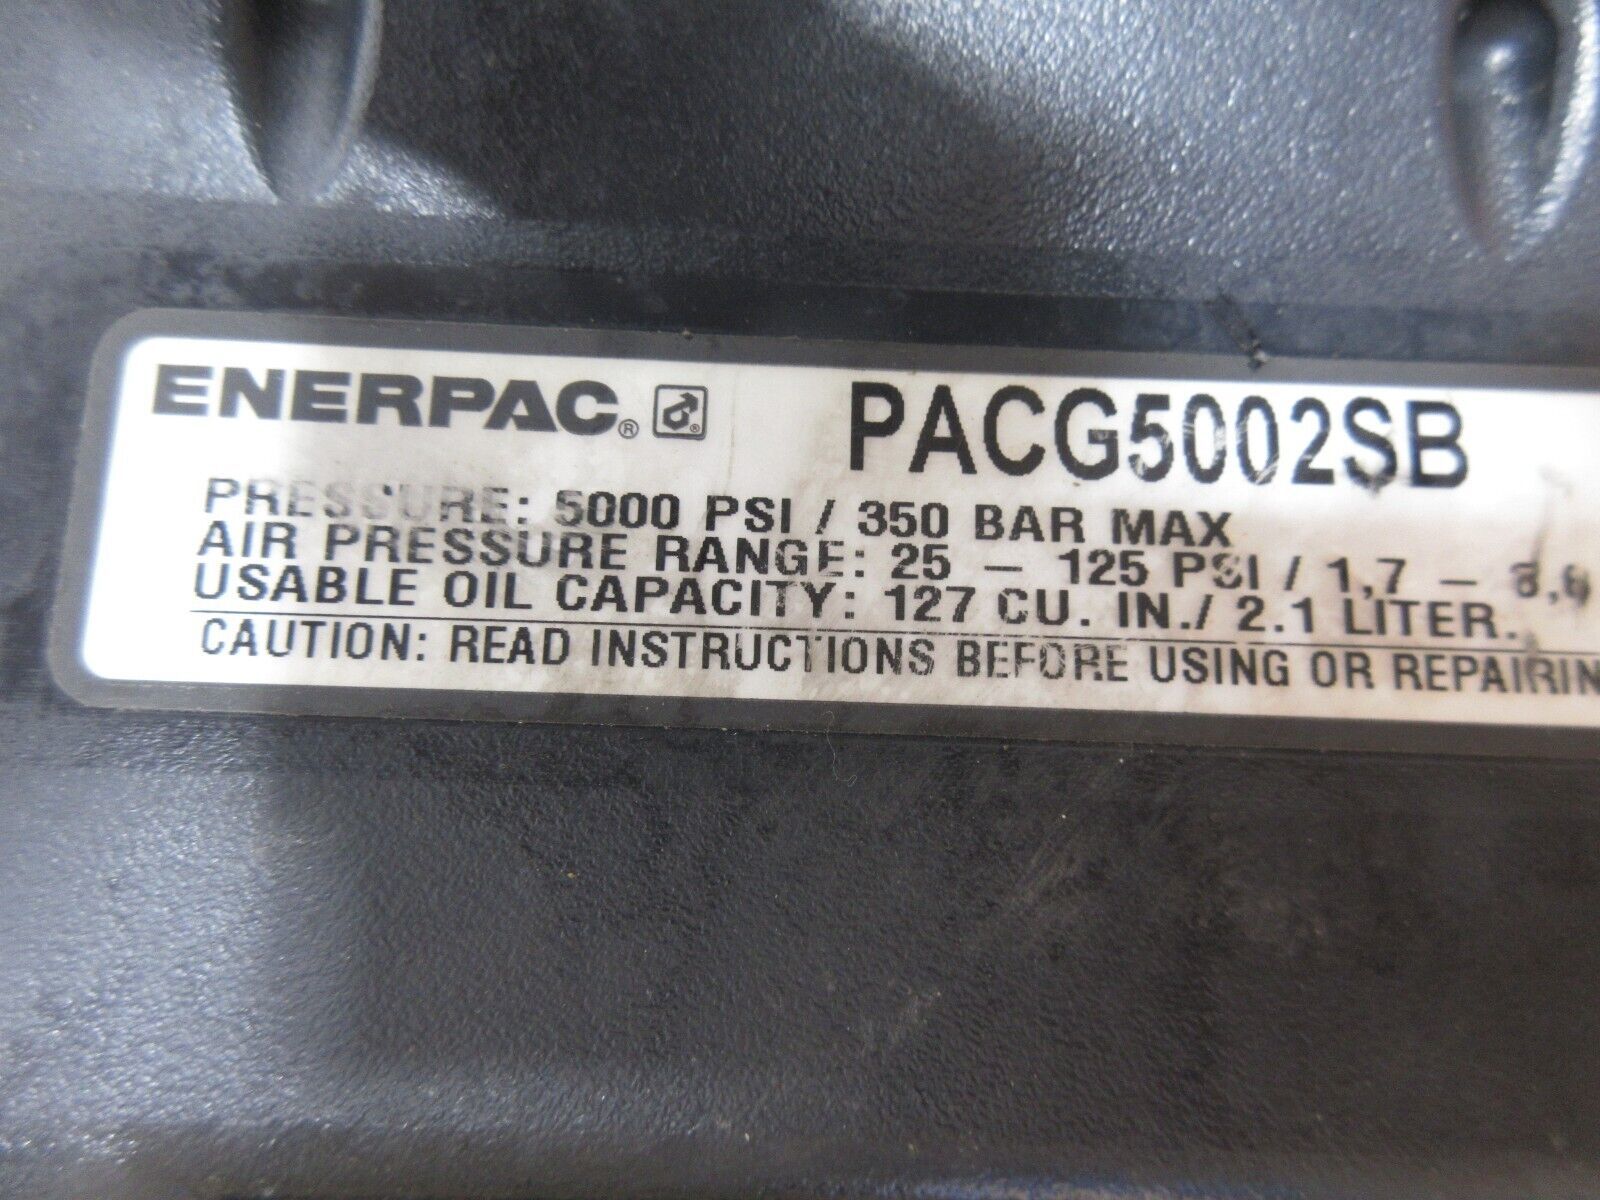 ENERPAC® PACG5002SB
PRESSURE: 5000 PSI / 350 BAR MAX
AIR PRESSURE RANGE: 25 — 125 PSI / 1,7 —
USABLE OIL CAPACITY: 127 CU. IN./ 2.1 LITER.
CAUTION: READ INSTRUCTIONS BEFORE USING OR REPAIRIN